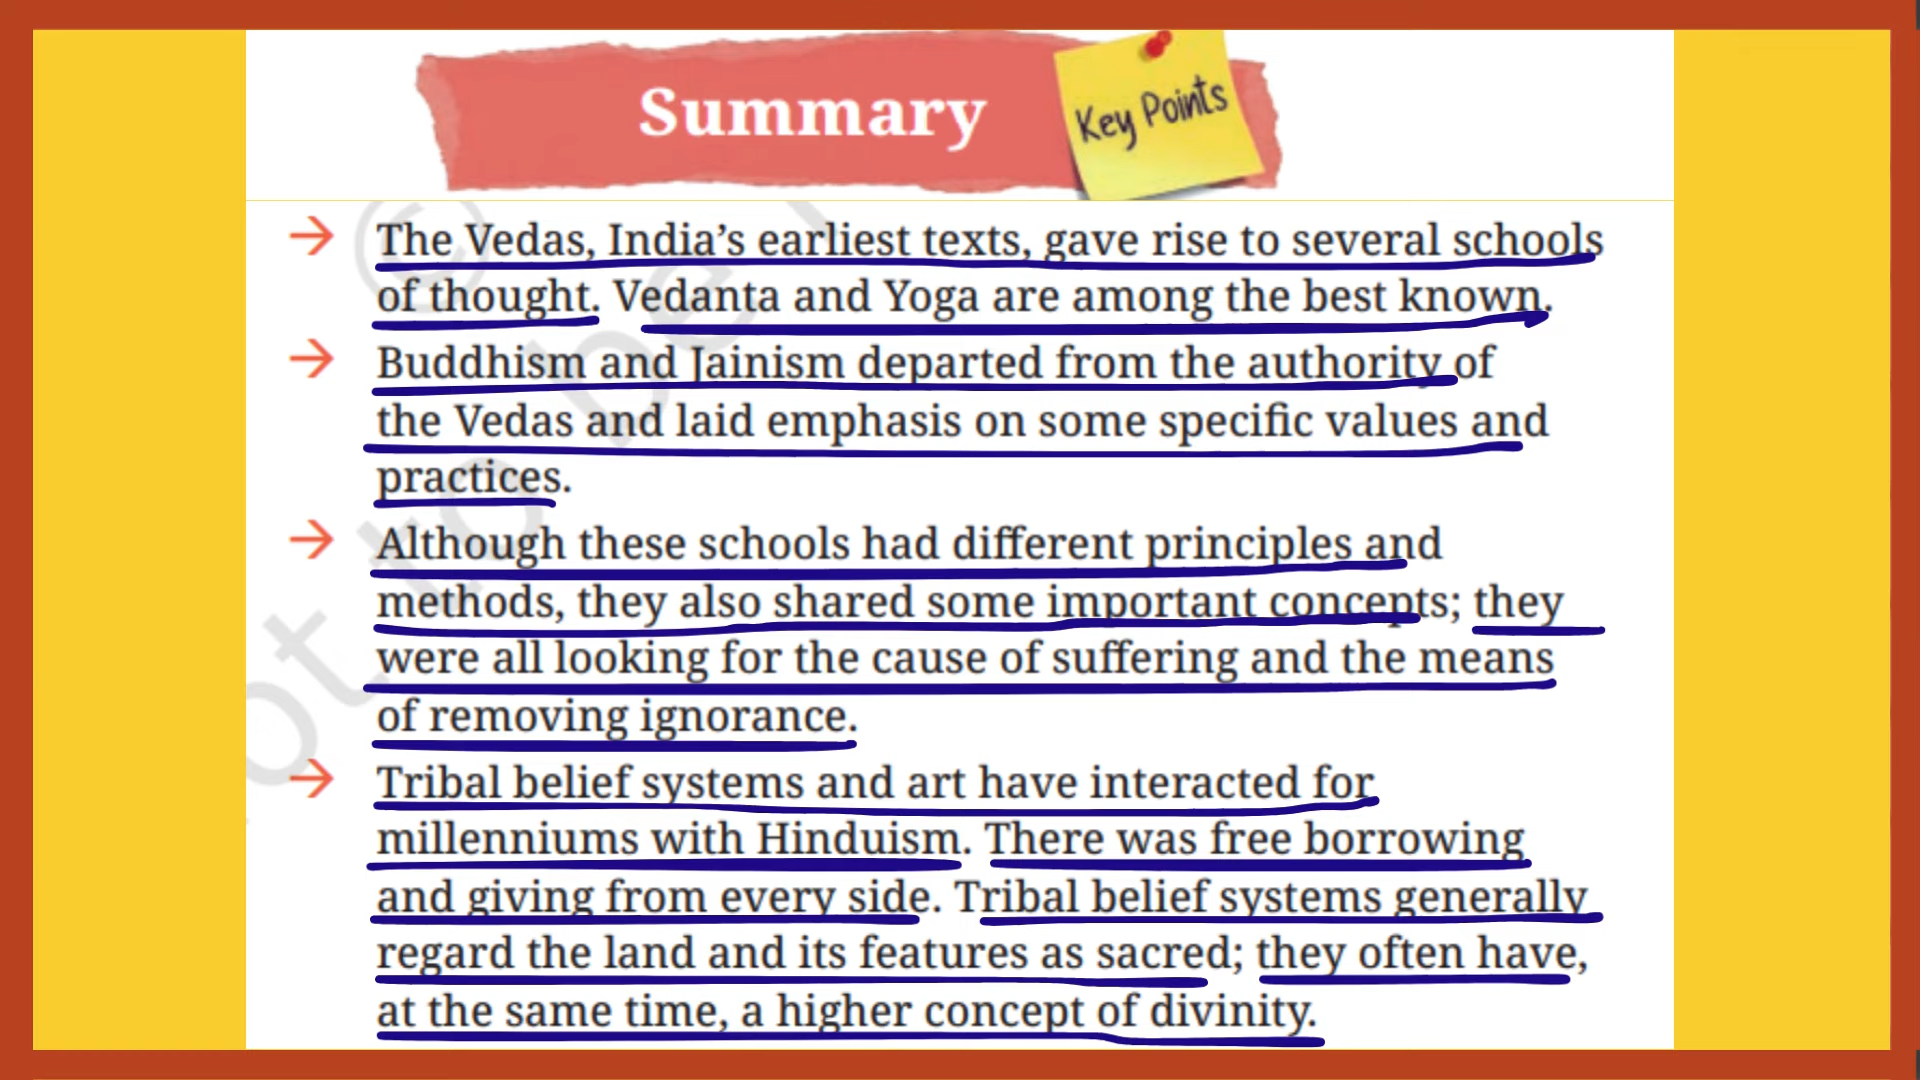 Summary
Key Points
→ The Vedas, India’s earliest texts, gave rise to several schools
of thought. Vedanta and Yoga are among the best known.
→ Buddhism and Jainism departed from the authority of
the Vedas and laid emphasis on some specific values and
practices.
→ Although these schools had different principles and
methods, they also shared some important concepts; they
were all looking for the cause of suffering and the means
of removing ignorance.
→ Tribal belief systems and art have interacted for
millenniums with Hinduism. There was free borrowing
and giving from every side. Tribal belief systems generally
regard the land and its features as sacred; they often have,
at the same time, a higher concept of divinity.
©
to be